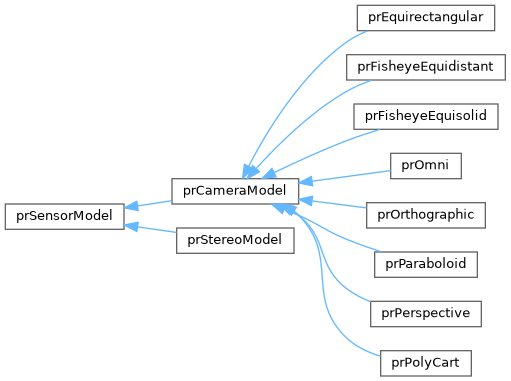 prEquirectangular
prFisheyeEquidistant
prFisheyeEquisolid
prOmni
prCameraModel
prOrthographic
prSensorModel
prStereoModel
prParaboloid
prPerspective
prPolyCart